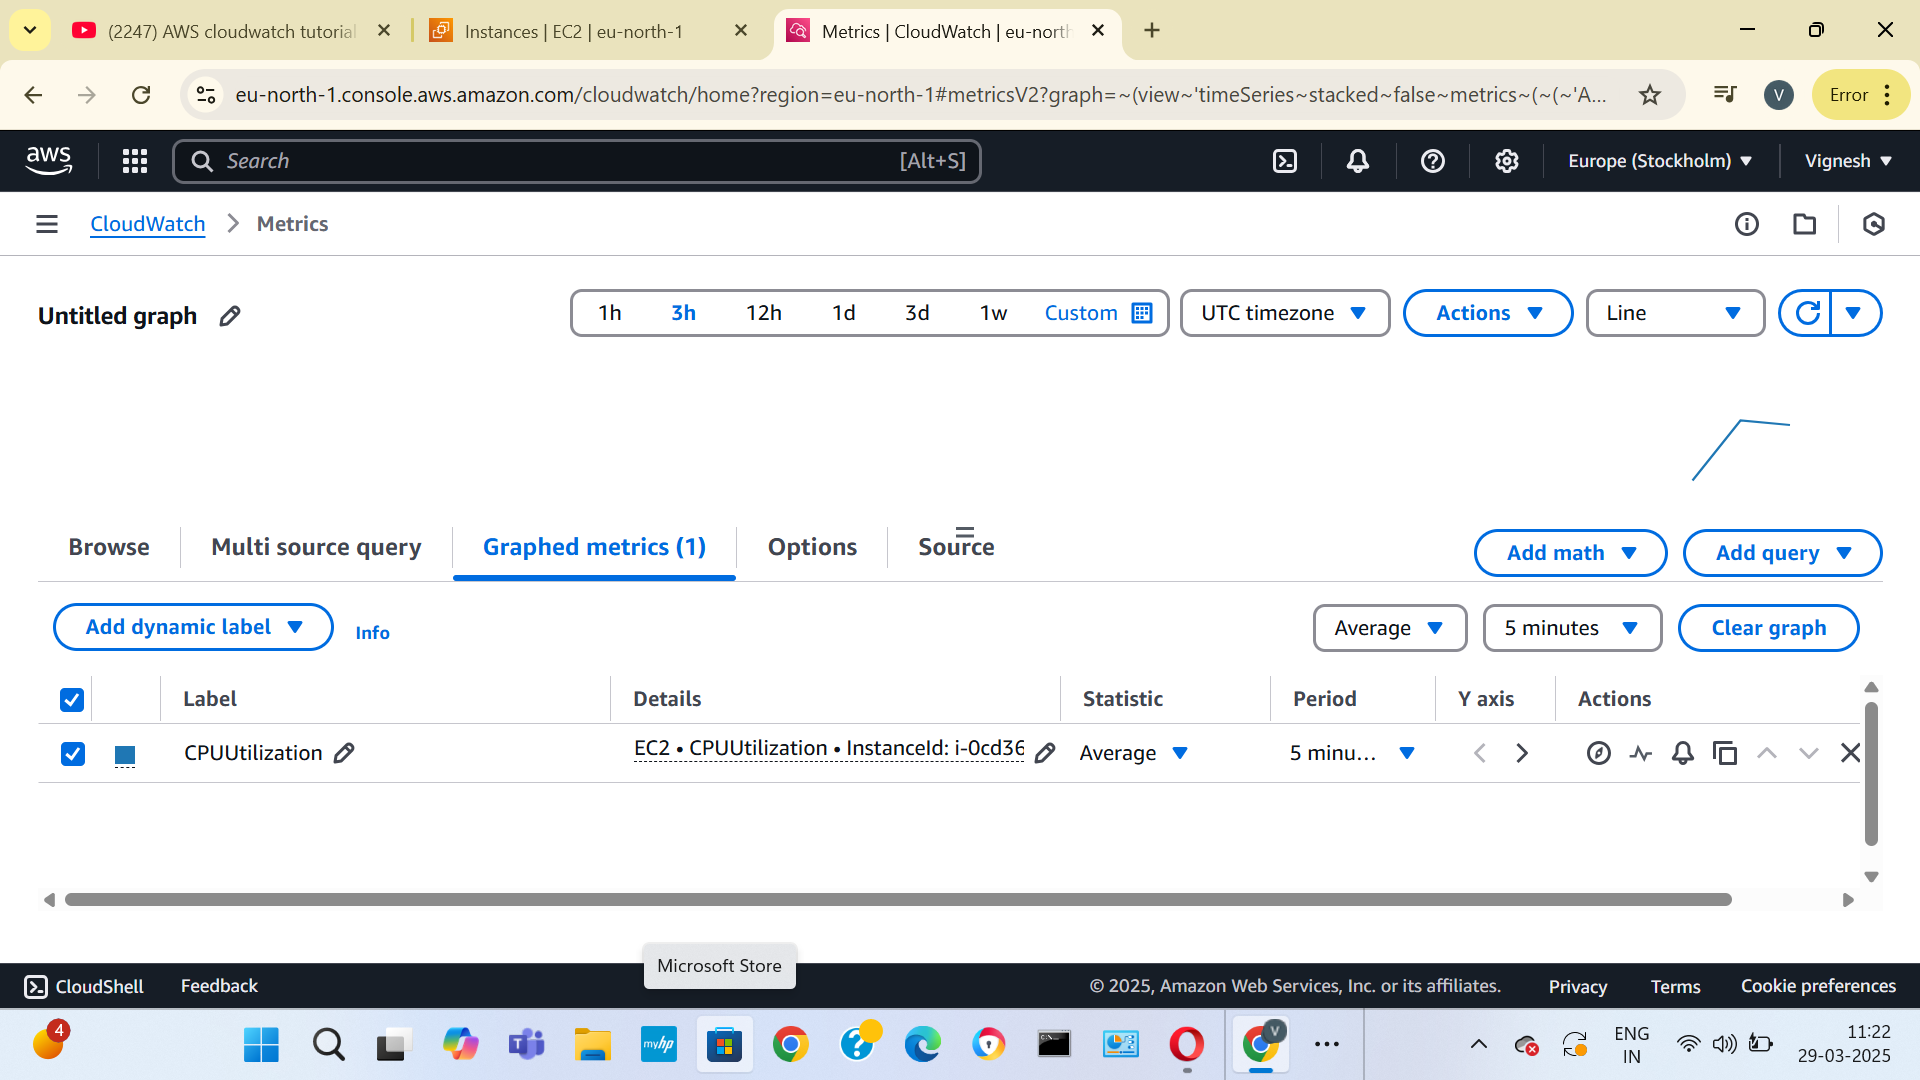 (2247) AWS cloudwatch tutorial
Instances | EC2 | eu-north-1
Metrics | CloudWatch | eu-north
eu-north-1.console.aws.amazon.com/cloudwatch/home?region=eu-north-1#metricsV2?graph=~(view~'timeSeries~stacked~false~metrics~(~(~'A...
V
Error
aws
Search
[Alt+S]
Europe (Stockholm)
Vignesh
CloudWatch
Metrics
Untitled graph
1h
3h
12h
1d
3d
1w
Custom
UTC timezone
Actions
Line
Browse
Multi source query
Graphed metrics (1)
Options
Source
Add math
Add query
Add dynamic label
Info
Average
5 minutes
Clear graph
Label
Details
Statistic
Period
Y axis
Actions
CPUUtilization
EC2 • CPUUtilization • InstanceId: i-0cd36
Average
5 minu...
Microsoft Store
CloudShell
Feedback
© 2025, Amazon Web Services, Inc. or its affiliates.
Privacy
Terms
Cookie preferences
4
myhp
V
ENG
IN
11:22
29-03-2025